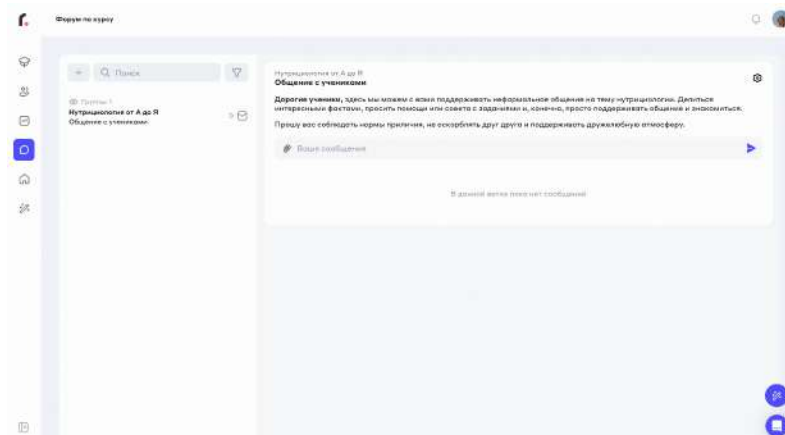 r.
Форум по курсу
Поиск
Группы 1
Нутрициология от А до Я
Общение с учениками
0
Нутрициология от А до Я
Общение с учениками
Дорогие ученики, здесь мы можем с вами поддерживать неформальное общение на тему нутрициологии. Делиться
интересными фактами, просить помощи или совета с заданиями и, конечно, просто поддерживать общение и знакомиться.
Прошу вас соблюдать нормы приличия, не оскорблять друг друга и поддерживать дружелюбную атмосферу.
Ваше сообщение
В данной ветке пока нет сообщений